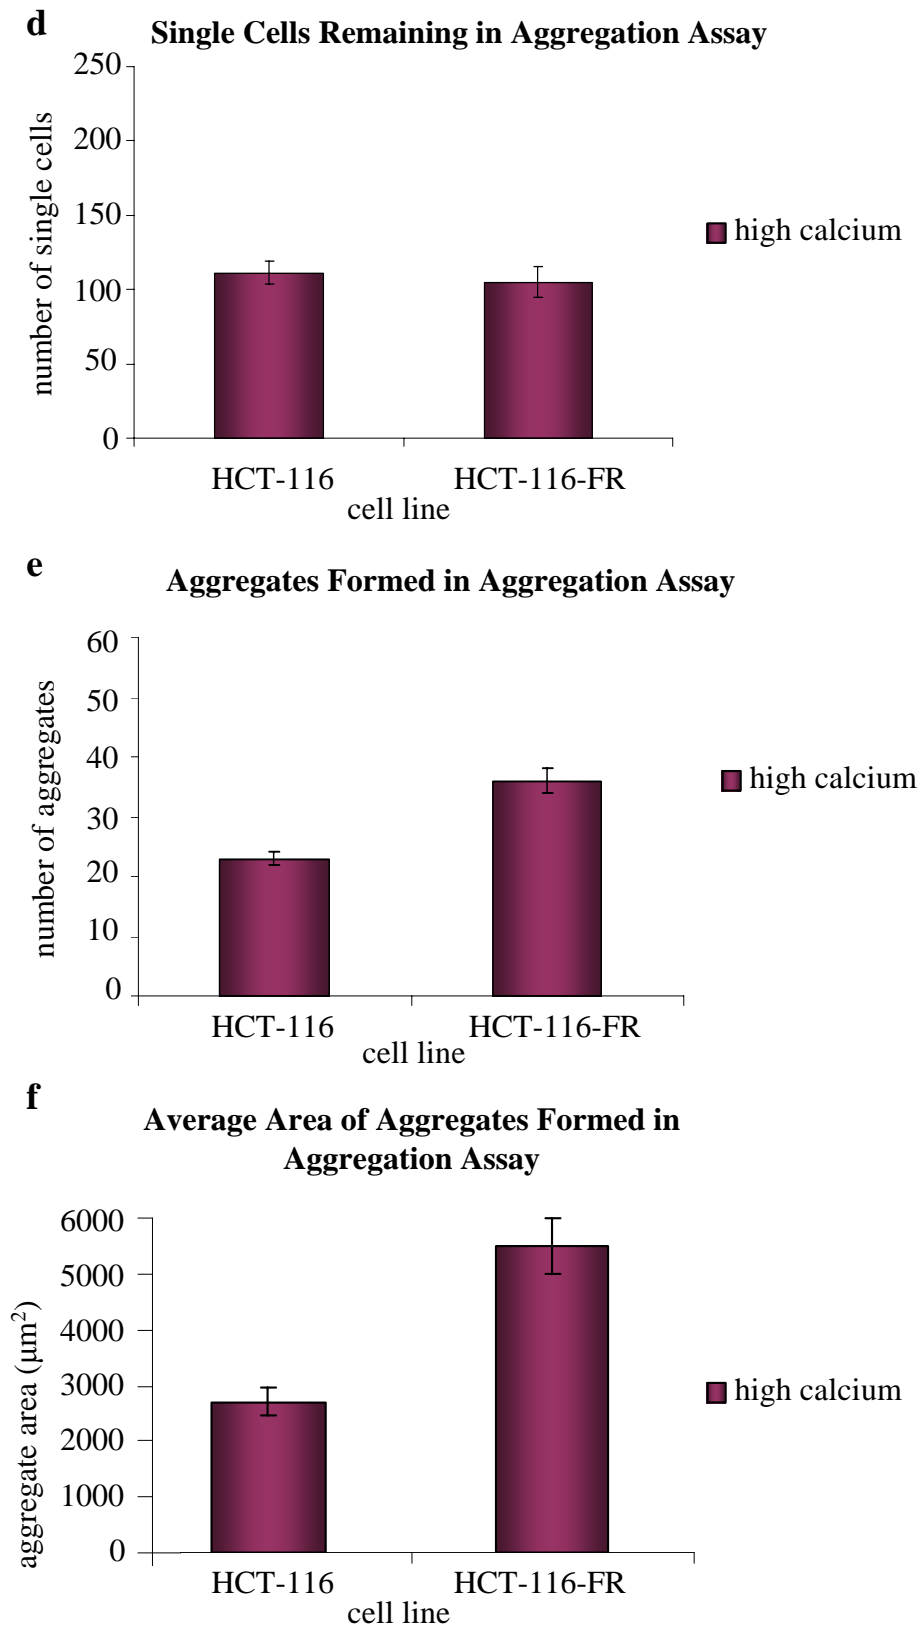 d
Single Cells Remaining in Aggregation Assay
250
200
150
100
50
0
number of single cells
HCT-116
HCT-116-FR
cell line
high calcium
e
Aggregates Formed in Aggregation Assay
60
50
40
30
20
10
0
number of aggregates
HCT-116
HCT-116-FR
cell line
high calcium
f
Average Area of Aggregates Formed in
Aggregation Assay
6000
5000
4000
3000
2000
1000
0
aggregate area (μm²)
HCT-116
HCT-116-FR
cell line
high calcium